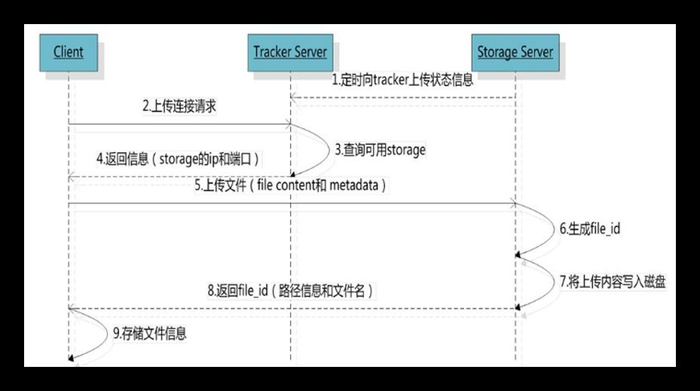 Client
Tracker Server
Storage Server
1.定时向tracker上传状态信息
2.上传连接请求
3.查询可用storage
4.返回信息（storage的ip和端口）
5.上传文件（file content和 metadata）
6.生成file_id
7.将上传内容写入磁盘
8.返回file_id（路径信息和文件名）
9.存储文件信息